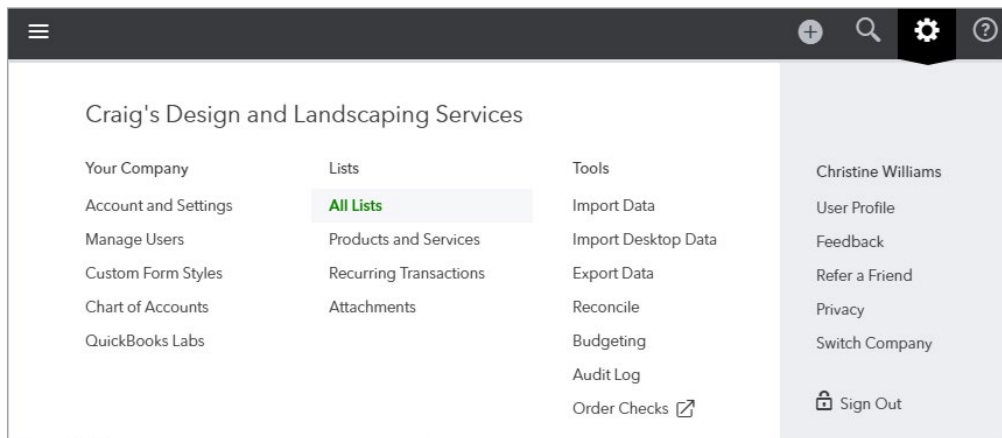 Craig's Design and Landscaping Services
Your Company
Account and Settings
Manage Users
Custom Form Styles
Chart of Accounts
QuickBooks Labs
Lists
All Lists
Products and Services
Recurring Transactions
Attachments
Tools
Import Data
Import Desktop Data
Export Data
Reconcile
Budgeting
Audit Log
Order Checks
Christine Williams
User Profile
Feedback
Refer a Friend
Privacy
Switch Company
Sign Out